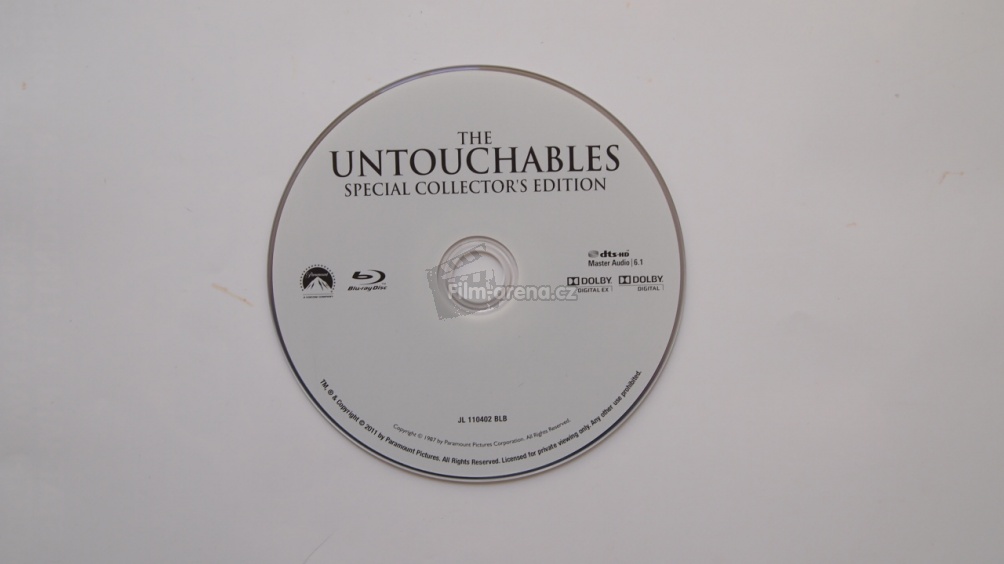 THE
UNTOUCHABLES
SPECIAL COLLECTOR'S EDITION
Paramount
Blu-ray Disc
dts-HD
Master Audio | 6.1
DOLBY
DIGITAL EX
DOLBY
DIGITAL
Film-arena.cz
JL 110402 BLB
Copyright © 1987 by Paramount Pictures Corporation. All Rights Reserved.
TM, ® & Copyright © 2011 by Paramount Pictures. All Rights Reserved. Licensed for private viewing only. Any other use prohibited.